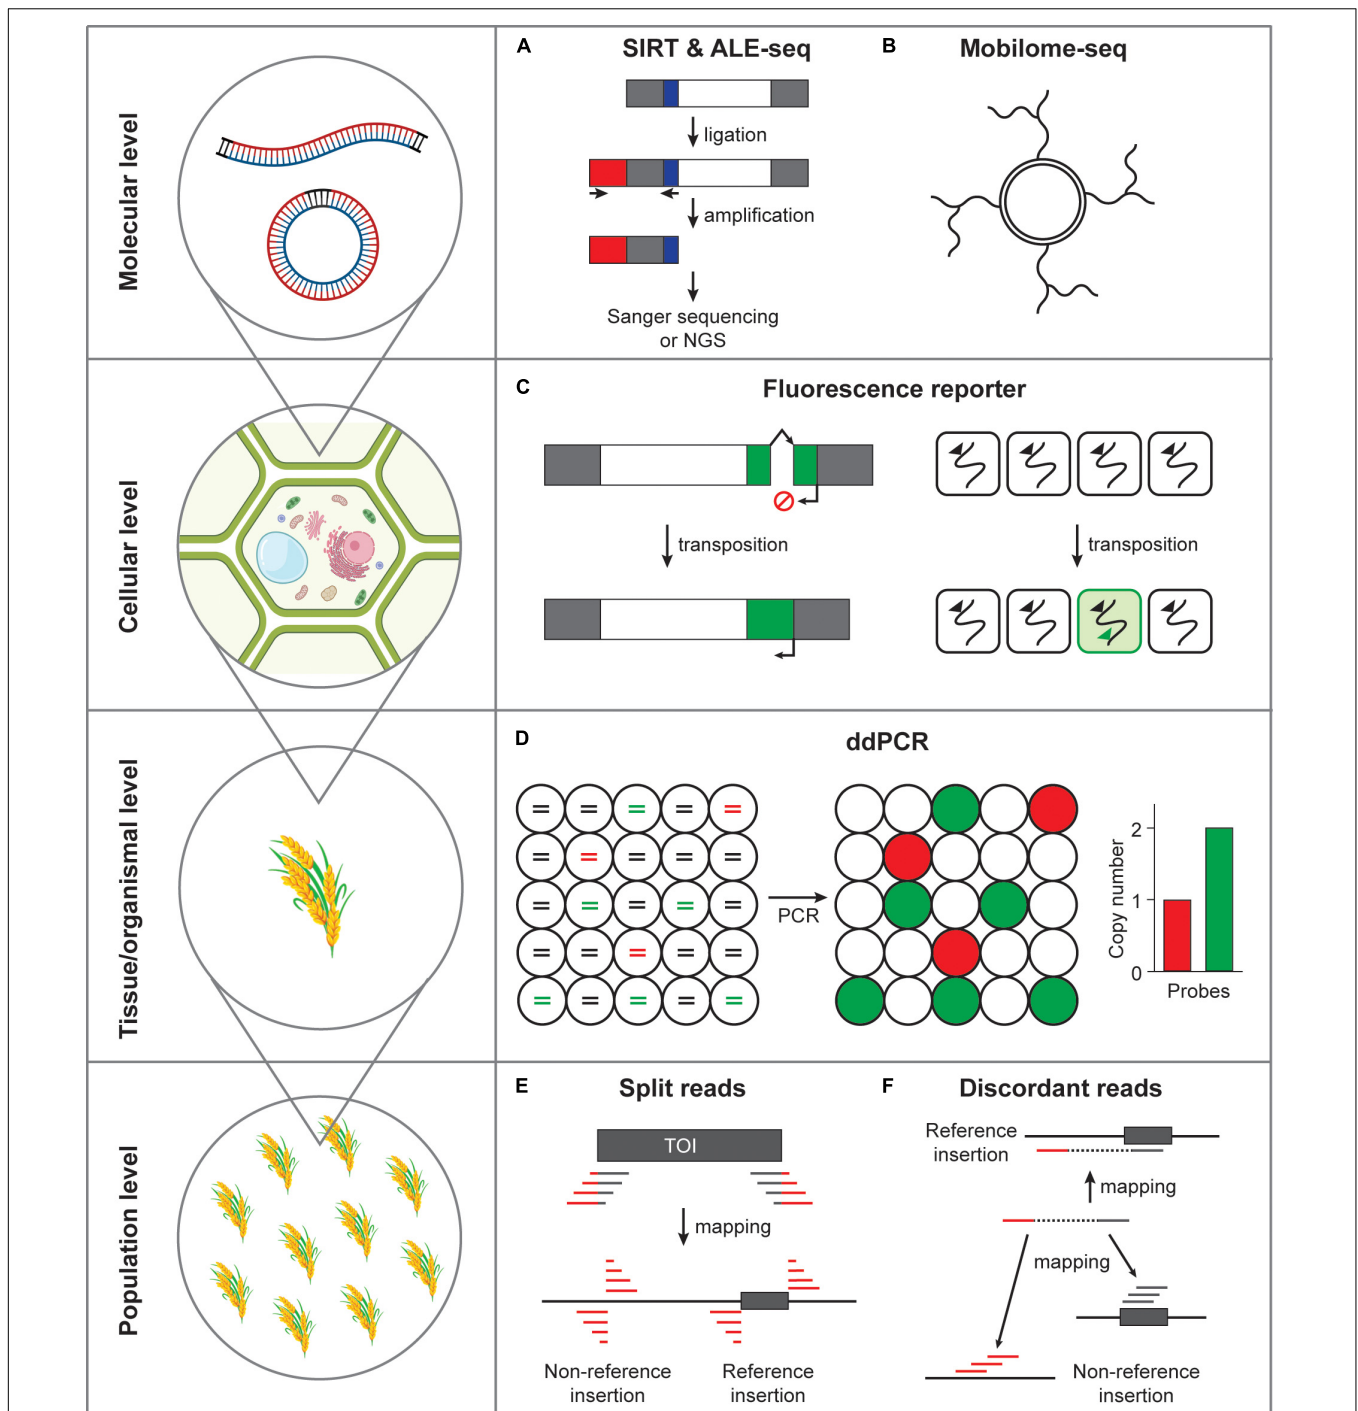 Molecular level
A
SIRT & ALE-seq
ligation
amplification
Sanger sequencing
or NGS
B
Mobilome-seq
Cellular level
C
Fluorescence reporter
transposition
transposition
Tissue/organismal level
D
ddPCR
PCR
Copy number
2
1
0
Probes
Population level
E
Split reads
TOI
mapping
Non-reference
insertion
Reference
insertion
F
Discordant reads
Reference
insertion
mapping
mapping
Non-reference
insertion